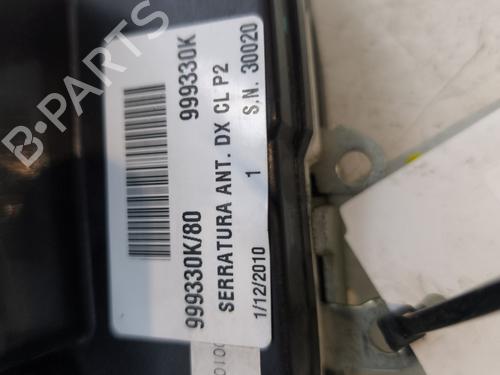 999330K
999330K/80
SERRATURA ANT. DX CL P2
1/12/2010 1 S.N. 30020
B-PARTS